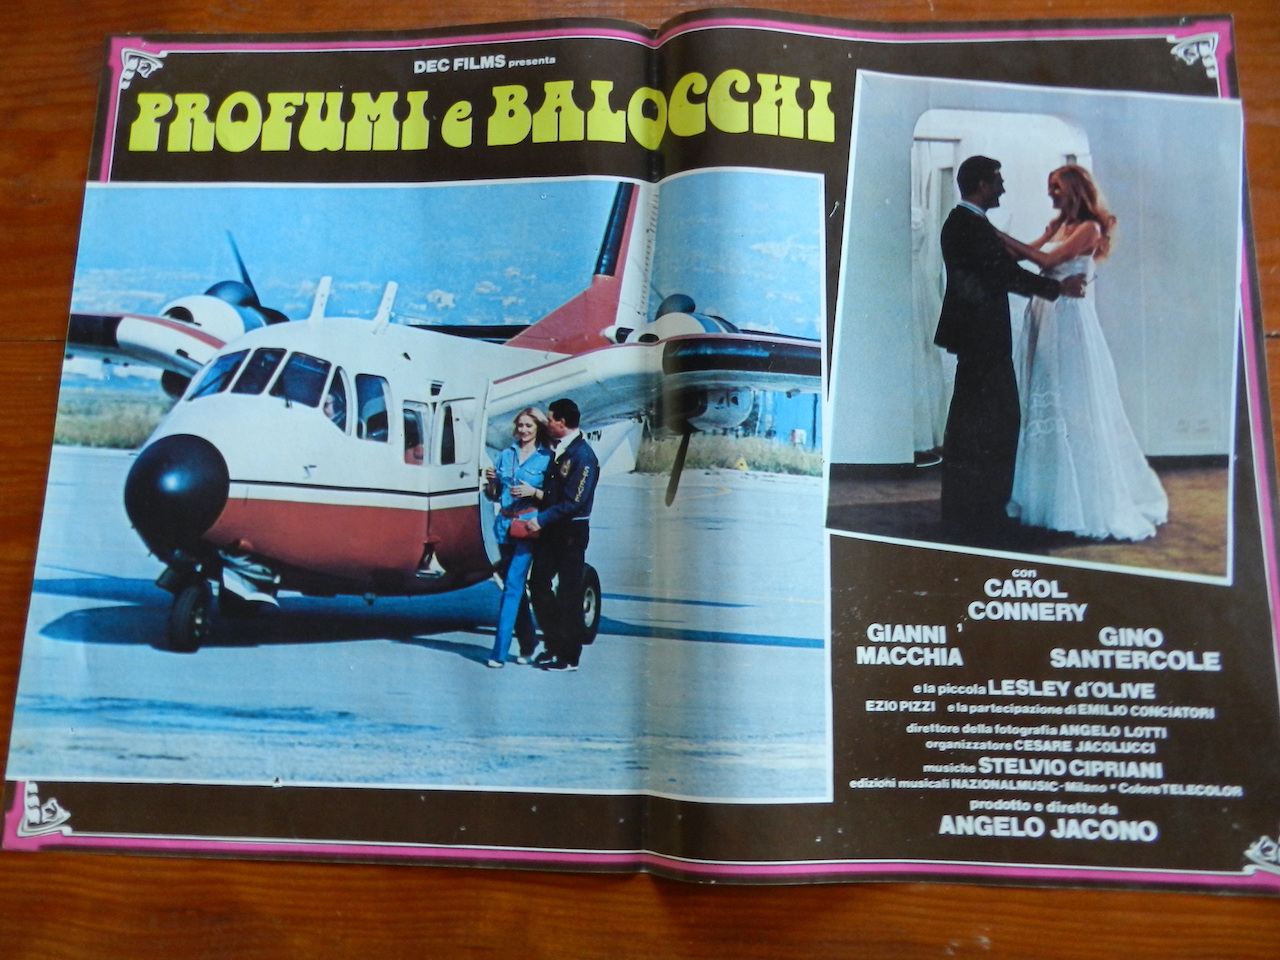 DEC FILMS presenta
PROFUMI e BALOCCHI
con
CAROL
CONNERY
GIANNI
MACCHIA
GINO
SANTERCOLE
e la piccola LESLEY d'OLIVE
EZIO PIZZI e la partecipazione di EMILIO CONCIATORI
direttore della fotografia ANGELO LOTTI
organizzatore CESARE JACOLUCCI
musiche STELVIO CIPRIANI
edizioni musicali NAZIONALMUSIC - Milano * Colore TELECOLOR
prodotto e diretto da
ANGELO JACONO